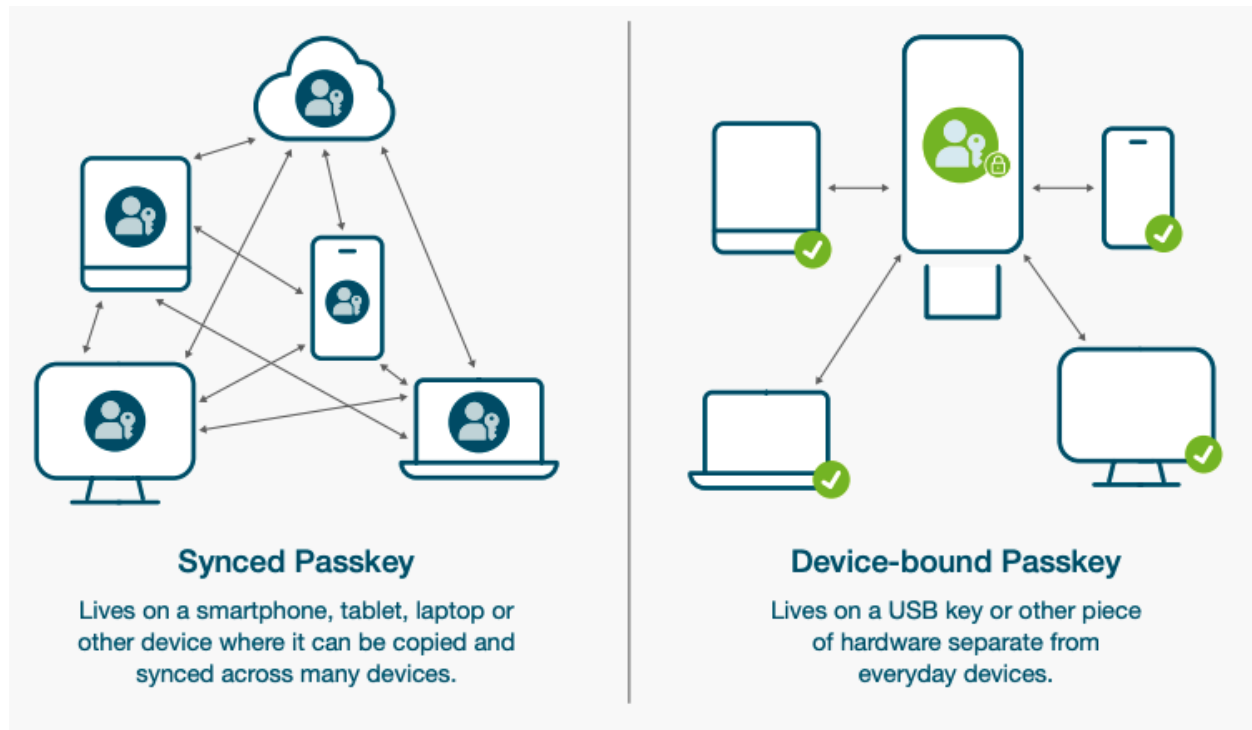 Synced Passkey
Lives on a smartphone, tablet, laptop or
other device where it can be copied and
synced across many devices.
Device-bound Passkey
Lives on a USB key or other piece
of hardware separate from
everyday devices.